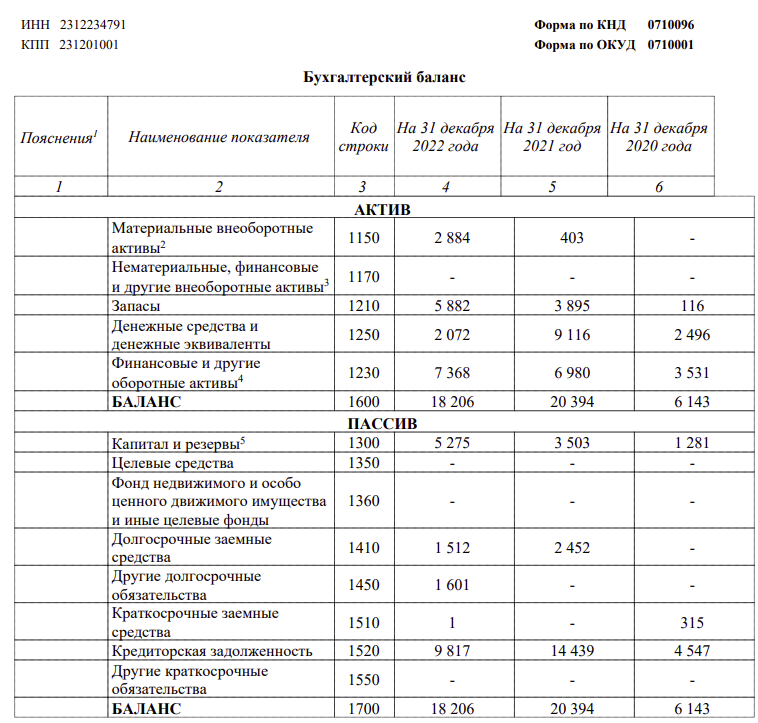 ИНН 2312234791 Форма по КНД 0710096
КПП 231201001 Форма по ОКУД 0710001
Бухгалтерский баланс
Пояснения1 Наименование показателя Код строки На 31 декабря 2022 года На 31 декабря 2021 год На 31 декабря 2020 года
1 2 3 4 5 6
АКТИВ
Материальные внеоборотные
активы2 1150 2 884 403 -
Нематериальные, финансовые
и другие внеоборотные активы3 1170 - - -
Запасы 1210 5 882 3 895 116
Денежные средства и
денежные эквиваленты 1250 2 072 9 116 2 496
Финансовые и другие
оборотные активы4 1230 7 368 6 980 3 531
БАЛАНС 1600 18 206 20 394 6 143
ПАССИВ
Капитал и резервы5 1300 5 275 3 503 1 281
Целевые средства 1350 - - -
Фонд недвижимого и особо
ценного движимого имущества
и иные целевые фонды 1360 - - -
Долгосрочные заемные
средства 1410 1 512 2 452 -
Другие долгосрочные
обязательства 1450 1 601 - -
Краткосрочные заемные
средства 1510 1 - 315
Кредиторская задолженность 1520 9 817 14 439 4 547
Другие краткосрочные
обязательства 1550 - - -
БАЛАНС 1700 18 206 20 394 6 143